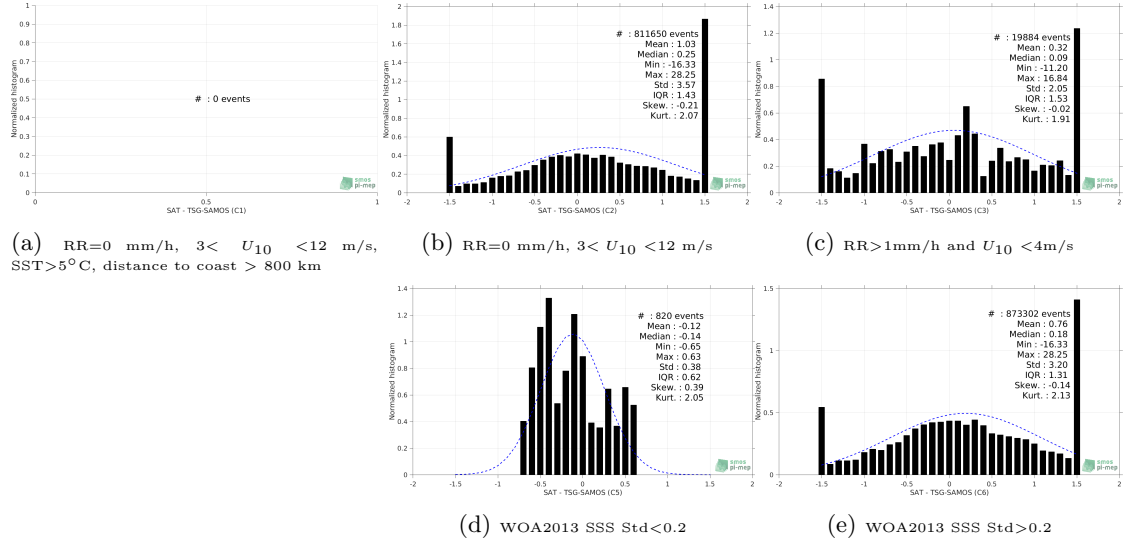 # : 0 events
Normalized histogram
0
0.1
0.2
0.3
0.4
0.5
0.6
0.7
0.8
0.9
1
0
0.5
1
SAT - TSG-SAMOS (C1)
smos
pi-mep
(a) RR=0 mm/h, 3< U10 <12 m/s,
SST>5°C, distance to coast > 800 km
# : 811650 events
Mean : 1.03
Median : 0.25
Min : -16.33
Max : 28.25
Std : 3.57
IQR : 1.43
Skew. : -0.21
Kurt. : 2.07
Normalized histogram
0
0.2
0.4
0.6
0.8
1
1.2
1.4
1.6
1.8
2
-2
-1.5
-1
-0.5
0
0.5
1
1.5
2
SAT - TSG-SAMOS (C2)
smos
pi-mep
(b) RR=0 mm/h, 3< U10 <12 m/s
# : 19884 events
Mean : 0.32
Median : 0.09
Min : -11.20
Max : 16.84
Std : 2.05
IQR : 1.53
Skew. : -0.02
Kurt. : 1.91
Normalized histogram
0
0.2
0.4
0.6
0.8
1
1.2
1.4
-2
-1.5
-1
-0.5
0
0.5
1
1.5
2
SAT - TSG-SAMOS (C3)
smos
pi-mep
(c) RR>1mm/h and U10 <4m/s
# : 820 events
Mean : -0.12
Median : -0.14
Min : -0.65
Max : 0.63
Std : 0.38
IQR : 0.62
Skew. : 0.39
Kurt. : 2.05
Normalized histogram
0
0.2
0.4
0.6
0.8
1
1.2
1.4
-2
-1.5
-1
-0.5
0
0.5
1
1.5
2
SAT - TSG-SAMOS (C5)
smos
pi-mep
(d) WOA2013 SSS Std<0.2
# : 873302 events
Mean : 0.76
Median : 0.18
Min : -16.33
Max : 28.25
Std : 3.20
IQR : 1.31
Skew. : -0.14
Kurt. : 2.13
Normalized histogram
0
0.5
1
1.5
-2
-1.5
-1
-0.5
0
0.5
1
1.5
2
SAT - TSG-SAMOS (C6)
smos
pi-mep
(e) WOA2013 SSS Std>0.2